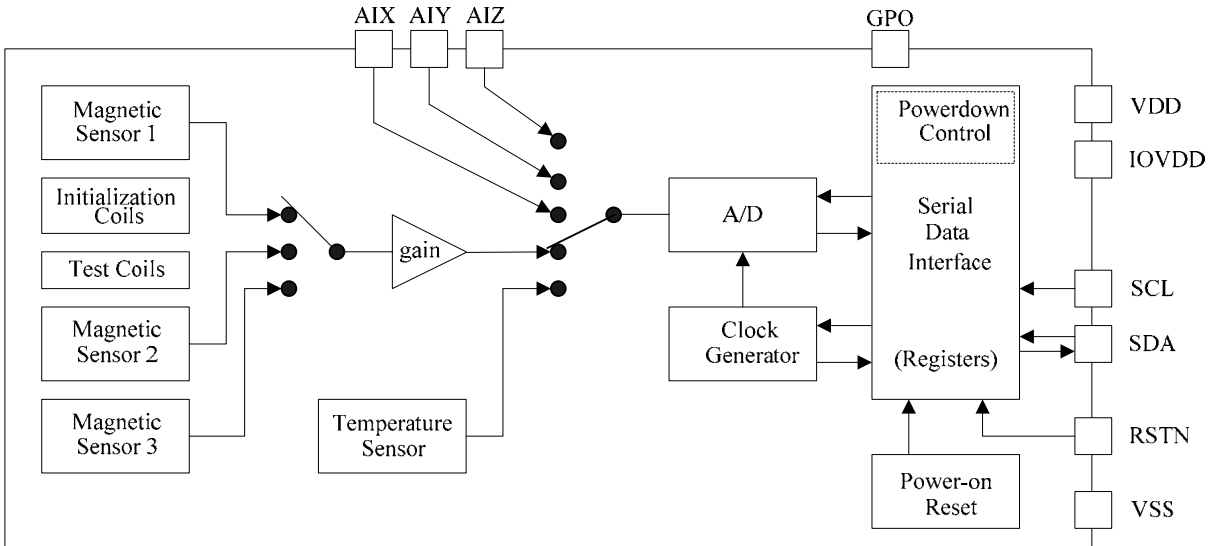 AIX
AIY
AIZ
GPO
Magnetic
Sensor 1
Initialization
Coils
Test Coils
Magnetic
Sensor 2
Magnetic
Sensor 3
gain
Temperature
Sensor
A/D
Clock
Generator
Powerdown
Control
Serial
Data
Interface
(Registers)
Power-on
Reset
VDD
IOVDD
SCL
SDA
RSTN
VSS